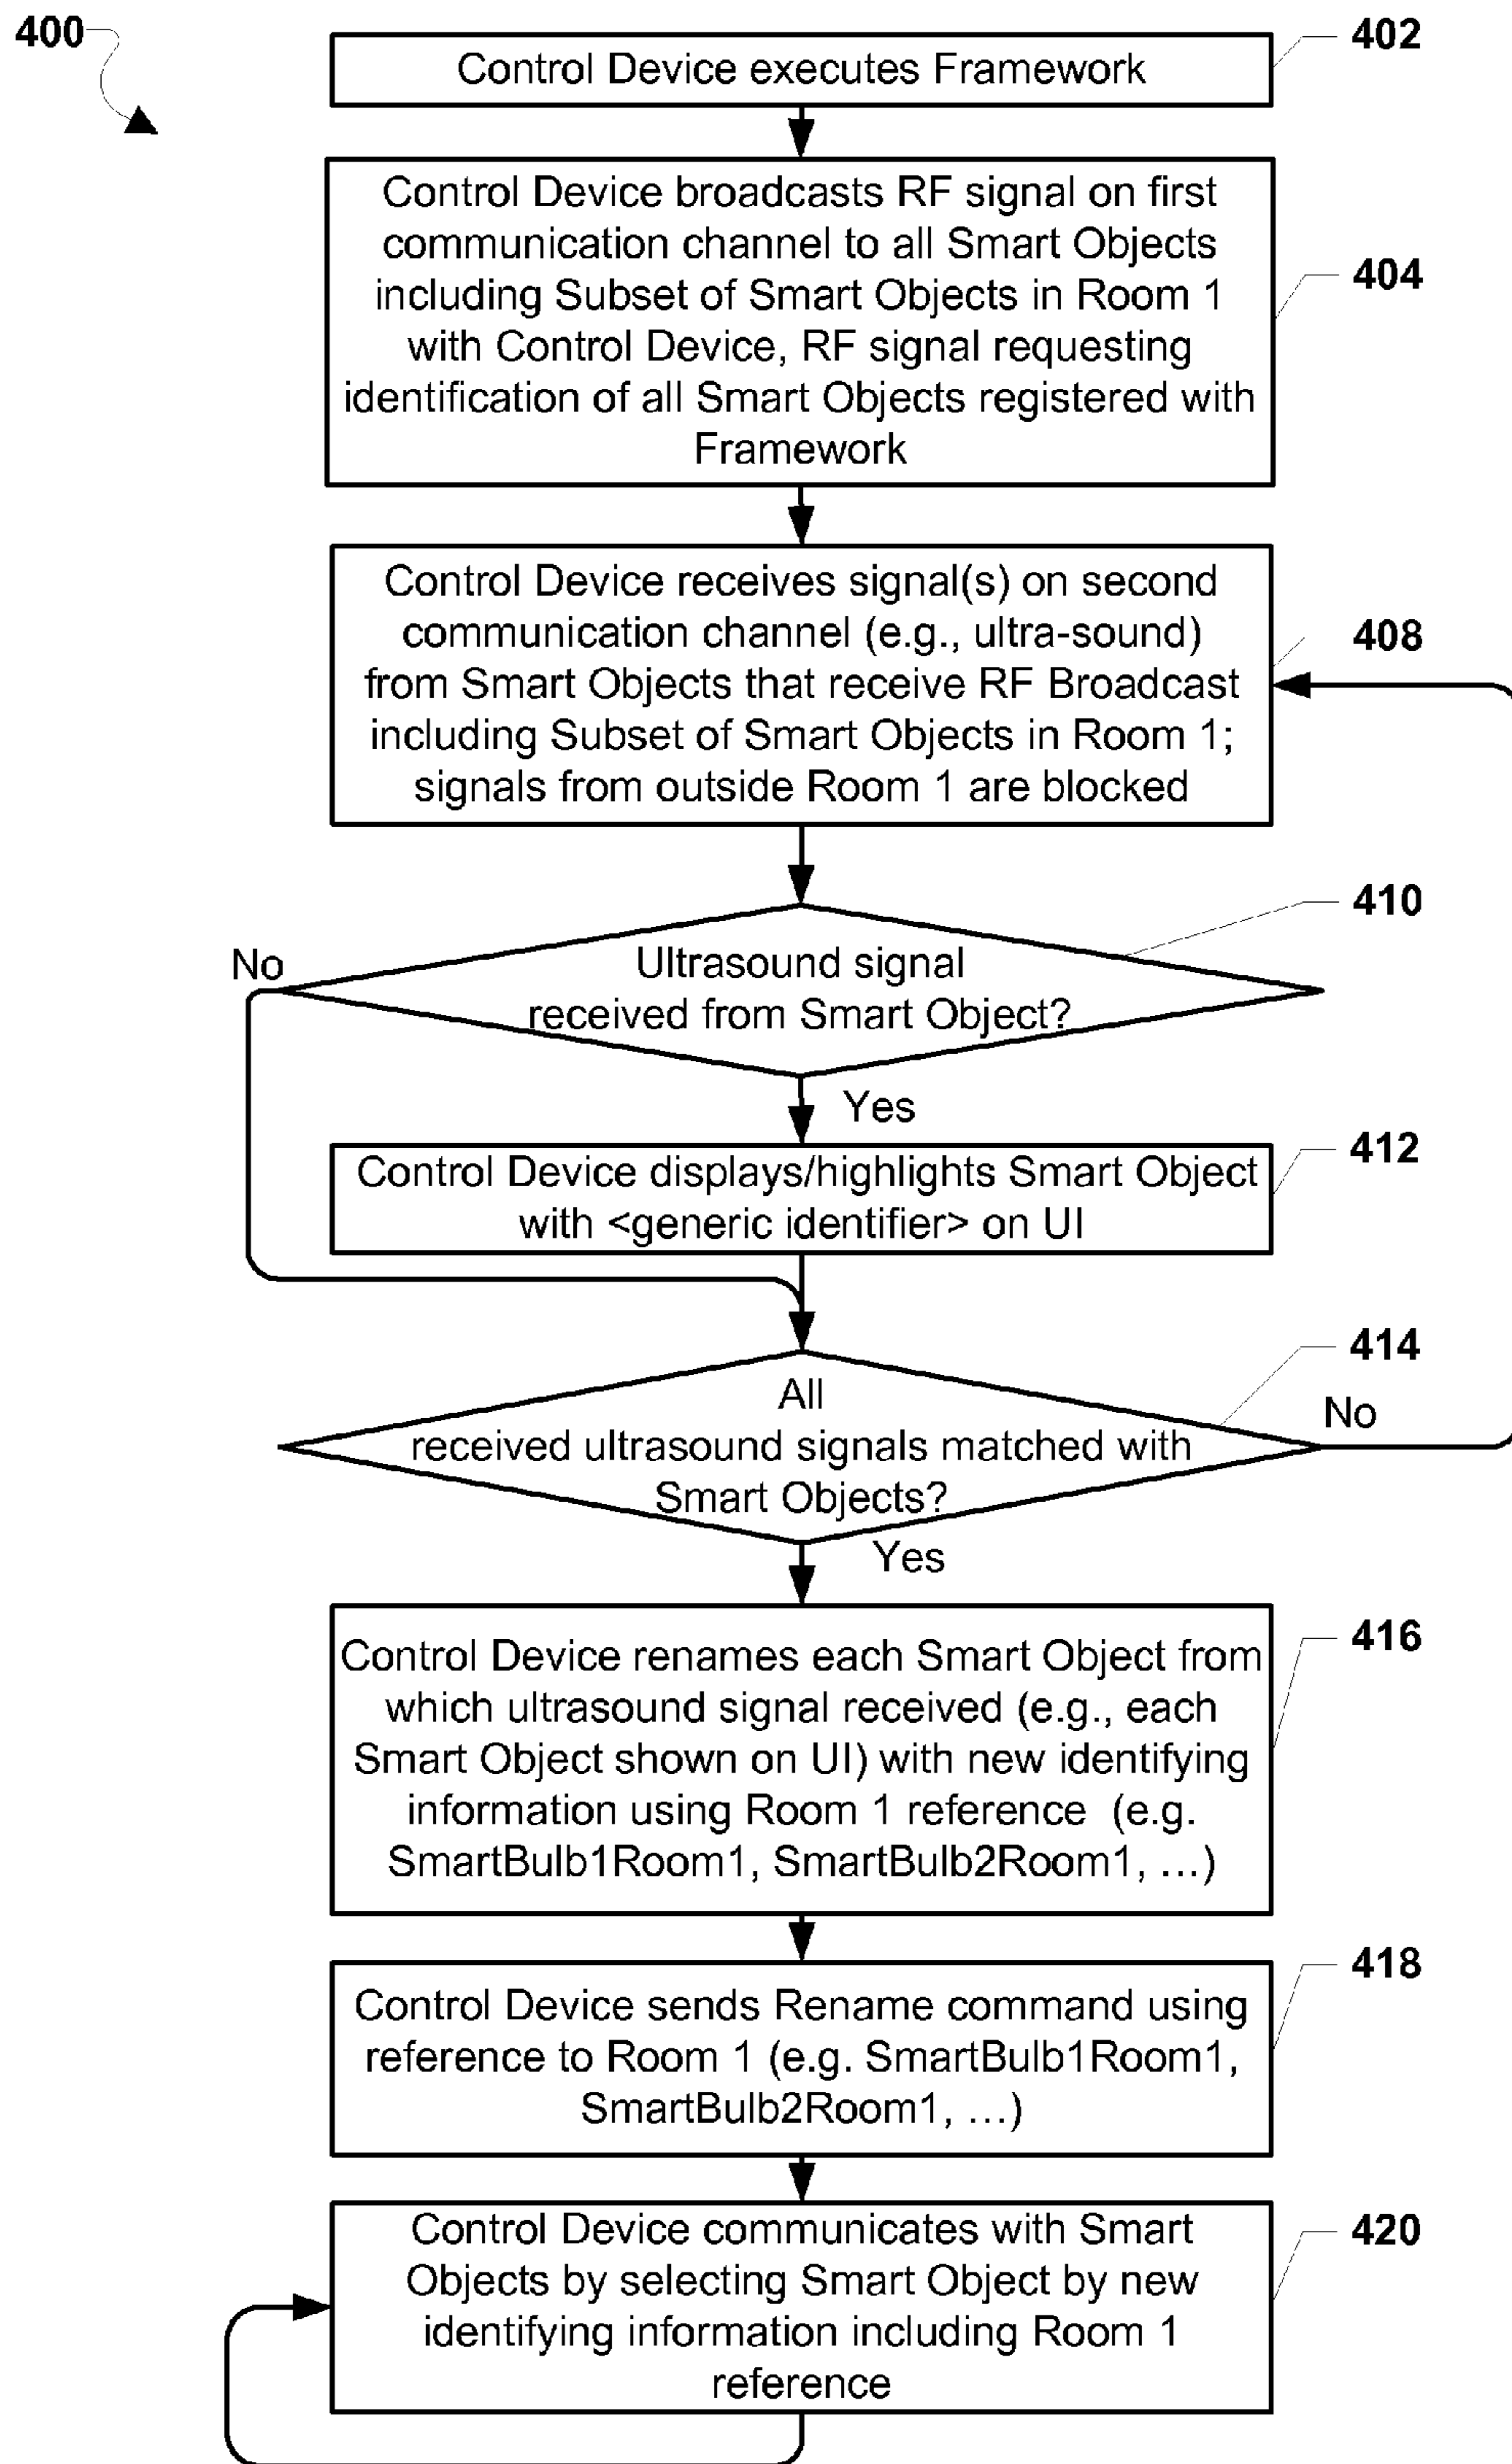 400
402
Control Device executes Framework
Control Device broadcasts RF signal on first
communication channel to all Smart Objects
including Subset of Smart Objects in Room 1
with Control Device, RF signal requesting
identification of all Smart Objects registered with
Framework
404
Control Device receives signal(s) on second
communication channel (e.g., ultra-sound)
from Smart Objects that receive RF Broadcast
including Subset of Smart Objects in Room 1;
signals from outside Room 1 are blocked
408
410
No
Ultrasound signal
received from Smart Object?
Yes
412
Control Device displays/highlights Smart Object
with <generic identifier> on UI
414
All
received ultrasound signals matched with
Smart Objects?
No
Yes
416
Control Device renames each Smart Object from
which ultrasound signal received (e.g., each
Smart Object shown on UI) with new identifying
information using Room 1 reference (e.g.
SmartBulb1Room1, SmartBulb2Room1, ...)
418
Control Device sends Rename command using
reference to Room 1 (e.g. SmartBulb1Room1,
SmartBulb2Room1, ...)
420
Control Device communicates with Smart
Objects by selecting Smart Object by new
identifying information including Room 1
reference